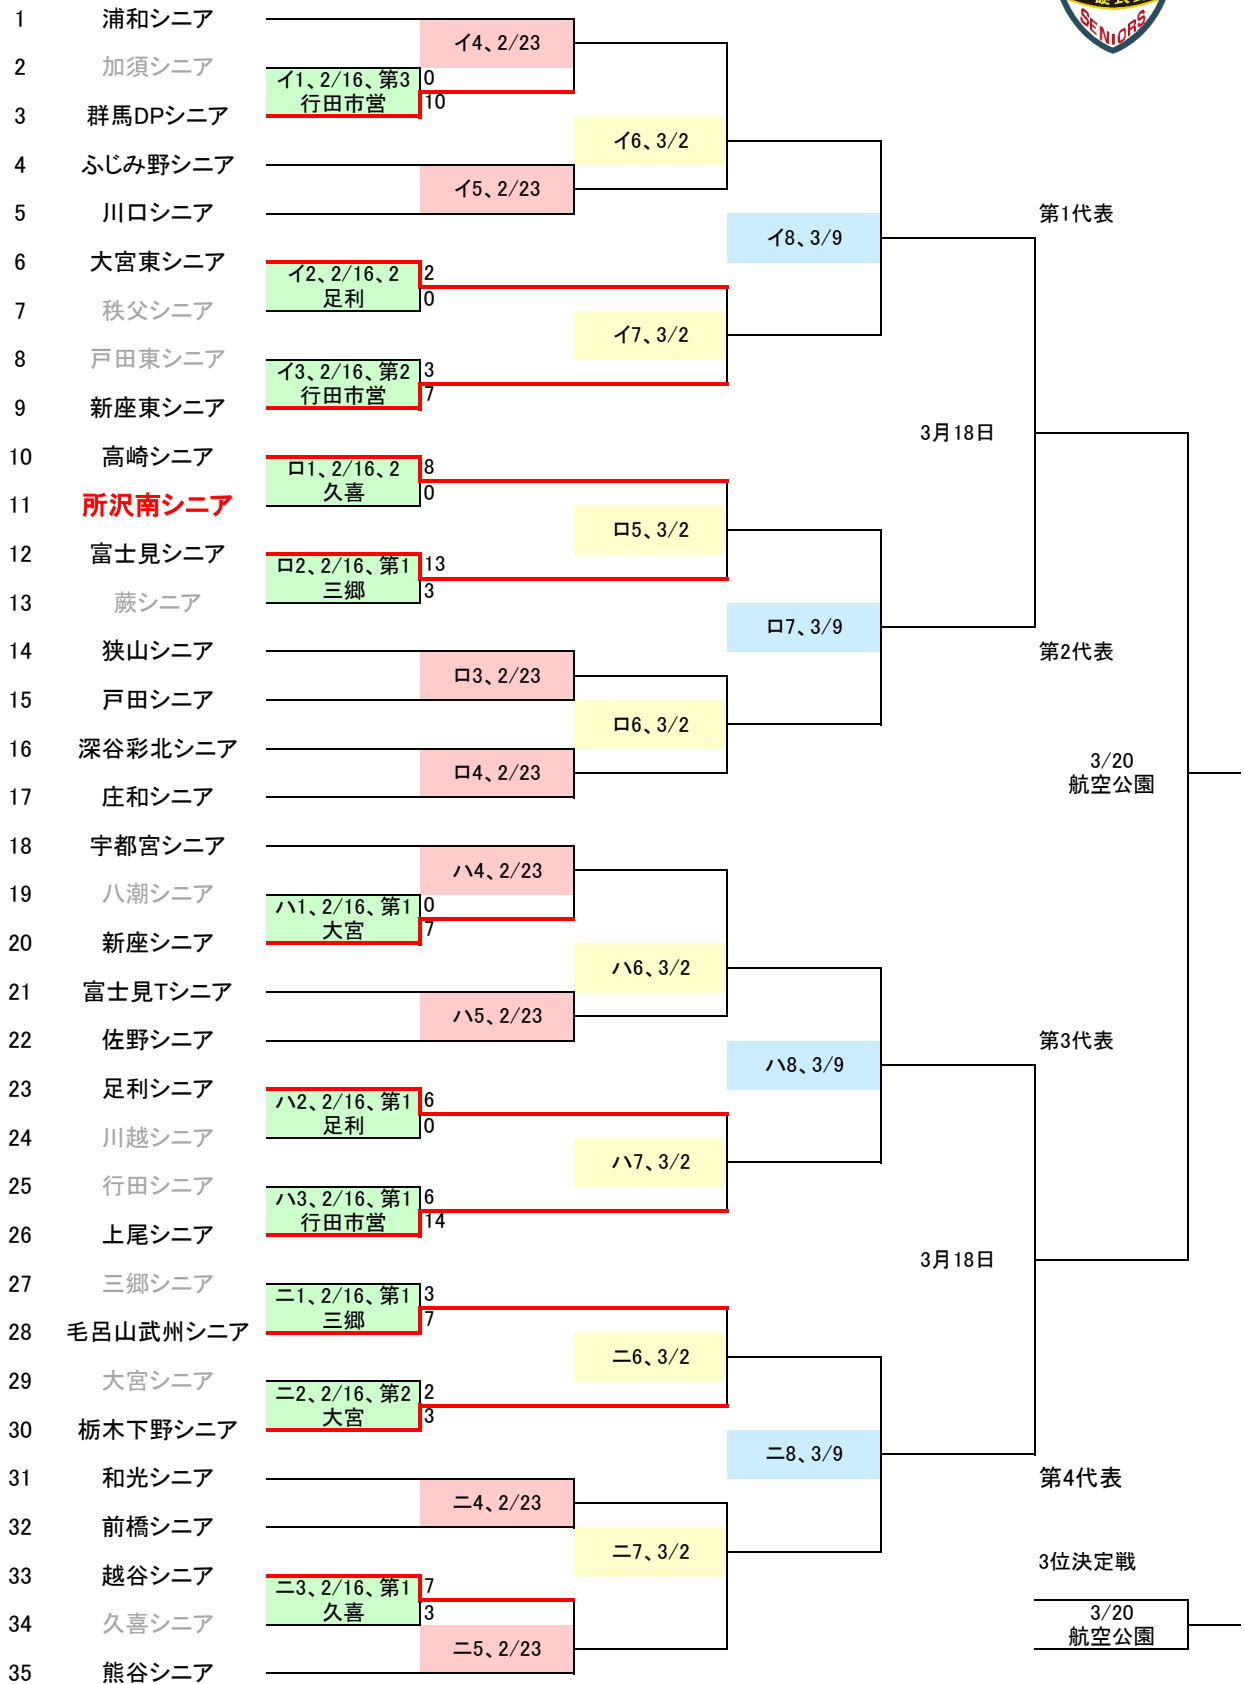 SENIORS
1 浦和シニア
イ4、2/23
2 加須シニア
イ1、2/16、第3 0
行田市営 10
3 群馬DPシニア
イ6、3/2
4 ふじみ野シニア
イ5、2/23
5 川口シニア
第1代表
イ8、3/9
6 大宮東シニア
イ2、2/16、2 2
足利 0
7 秩父シニア
イ7、3/2
8 戸田東シニア
イ3、2/16、第2 3
行田市営 7
9 新座東シニア
3月18日
10 高崎シニア
ロ1、2/16、2 8
久喜 0
11 所沢南シニア
ロ5、3/2
12 富士見シニア
ロ2、2/16、第1 13
三郷 3
13 蕨シニア
ロ7、3/9
14 狭山シニア
第2代表
ロ3、2/23
15 戸田シニア
ロ6、3/2
16 深谷彩北シニア
ロ4、2/23
3/20
航空公園
17 庄和シニア
18 宇都宮シニア
ハ4、2/23
19 八潮シニア
ハ1、2/16、第1 0
大宮 7
20 新座シニア
ハ6、3/2
21 富士見Tシニア
ハ5、2/23
22 佐野シニア
第3代表
ハ8、3/9
23 足利シニア
ハ2、2/16、第1 6
足利 0
24 川越シニア
ハ7、3/2
25 行田シニア
ハ3、2/16、第1 6
行田市営 14
26 上尾シニア
3月18日
27 三郷シニア
ニ1、2/16、第1 3
三郷 7
28 毛呂山武州シニア
ニ6、3/2
29 大宮シニア
ニ2、2/16、第2 2
大宮 3
30 栃木下野シニア
ニ8、3/9
31 和光シニア
第4代表
ニ4、2/23
32 前橋シニア
ニ7、3/2
3位決定戦
33 越谷シニア
ニ3、2/16、第1 7
久喜 3
34 久喜シニア
3/20
航空公園
ニ5、2/23
35 熊谷シニア